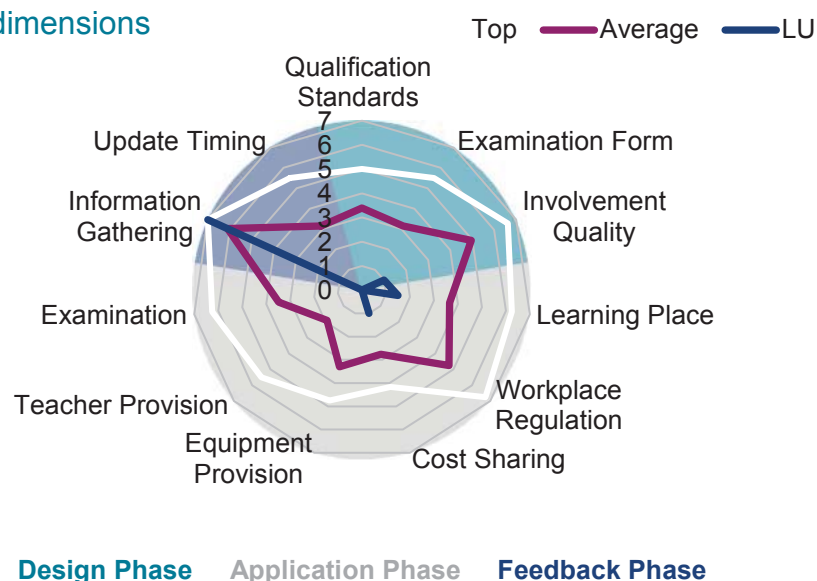 dimensions
Top Average LU
Qualification
Standards
Update Timing
Examination Form
Information
Gathering
Involvement
Quality
7
6
5
4
3
2
1
0
Examination
Learning Place
Teacher Provision
Workplace
Regulation
Equipment
Provision
Cost Sharing
Design Phase Application Phase Feedback Phase